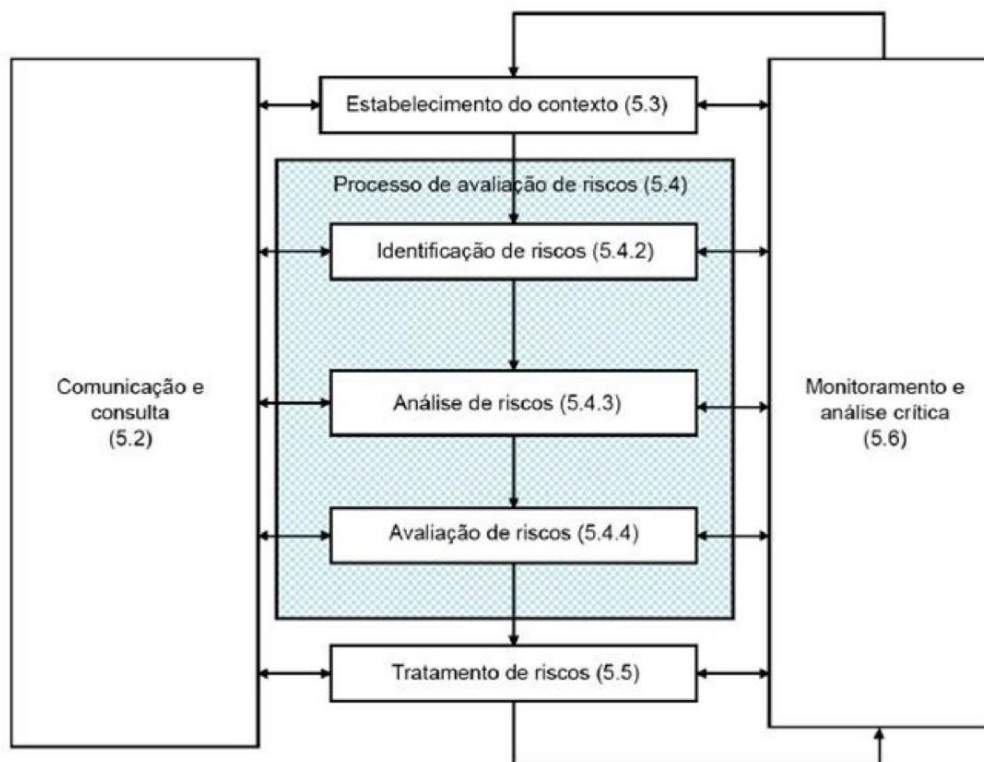 Estabelecimento do contexto (5.3)
Processo de avaliação de riscos (5.4)
Identificação de riscos (5.4.2)
Comunicação e
consulta
(5.2)
Análise de riscos (5.4.3)
Monitoramento e
análise crítica
(5.6)
Avaliação de riscos (5.4.4)
Tratamento de riscos (5.5)